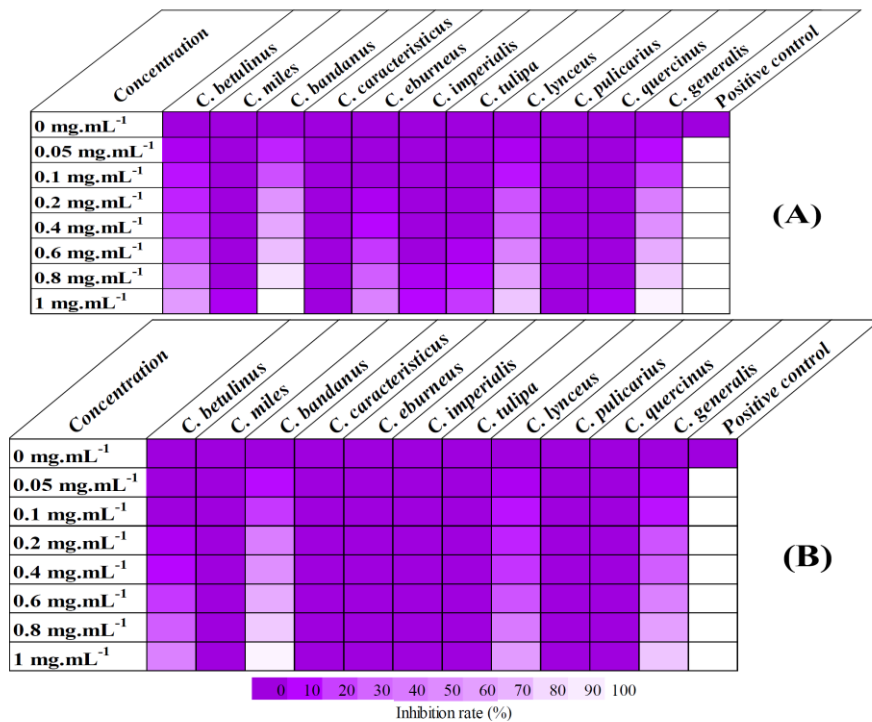 Concentration
C. betulinus
C. miles
C. bandanus
C. caracteristicus
C. eburneus
C. imperialis
C. tulipa
C. lynceus
C. pulicarius
C. quercinus
C. generalis
Positive control
0 mg.mL⁻¹
0.05 mg.mL⁻¹
0.1 mg.mL⁻¹
0.2 mg.mL⁻¹
0.4 mg.mL⁻¹
0.6 mg.mL⁻¹
0.8 mg.mL⁻¹
1 mg.mL⁻¹
(A)
Concentration
C. betulinus
C. miles
C. bandanus
C. caracteristicus
C. eburneus
C. imperialis
C. tulipa
C. lynceus
C. pulicarius
C. quercinus
C. generalis
Positive control
0 mg.mL⁻¹
0.05 mg.mL⁻¹
0.1 mg.mL⁻¹
0.2 mg.mL⁻¹
0.4 mg.mL⁻¹
0.6 mg.mL⁻¹
0.8 mg.mL⁻¹
1 mg.mL⁻¹
(B)
0 10 20 30 40 50 60 70 80 90 100
Inhibition rate (%)